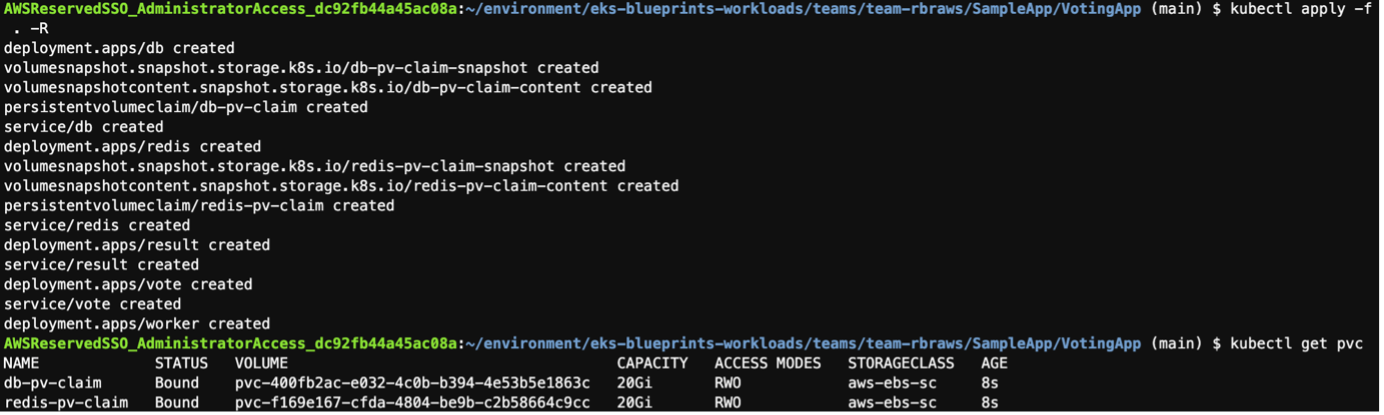 AWSReservedSSO_AdministratorAccess_dc92fb44a45ac08a:~/environment/eks-blueprints-workloads/teams/team-rbraws/SampleApp/VotingApp (main) $ kubectl apply -f
 . -R
deployment.apps/db created
volumesnapshot.snapshot.storage.k8s.io/db-pv-claim-snapshot created
volumesnapshotcontent.snapshot.storage.k8s.io/db-pv-claim-content created
persistentvolumeclaim/db-pv-claim created
service/db created
deployment.apps/redis created
volumesnapshot.snapshot.storage.k8s.io/redis-pv-claim-snapshot created
volumesnapshotcontent.snapshot.storage.k8s.io/redis-pv-claim-content created
persistentvolumeclaim/redis-pv-claim created
service/redis created
deployment.apps/result created
service/result created
deployment.apps/vote created
service/vote created
deployment.apps/worker created
AWSReservedSSO_AdministratorAccess_dc92fb44a45ac08a:~/environment/eks-blueprints-workloads/teams/team-rbraws/SampleApp/VotingApp (main) $ kubectl get pvc
NAME             STATUS   VOLUME                                     CAPACITY   ACCESS MODES   STORAGECLASS   AGE
db-pv-claim      Bound    pvc-400fb2ac-e032-4c0b-b394-4e53b5e1863c   20Gi       RWO            aws-ebs-sc     8s
redis-pv-claim   Bound    pvc-f169e167-cfda-4804-be9b-c2b58664c9cc   20Gi       RWO            aws-ebs-sc     8s